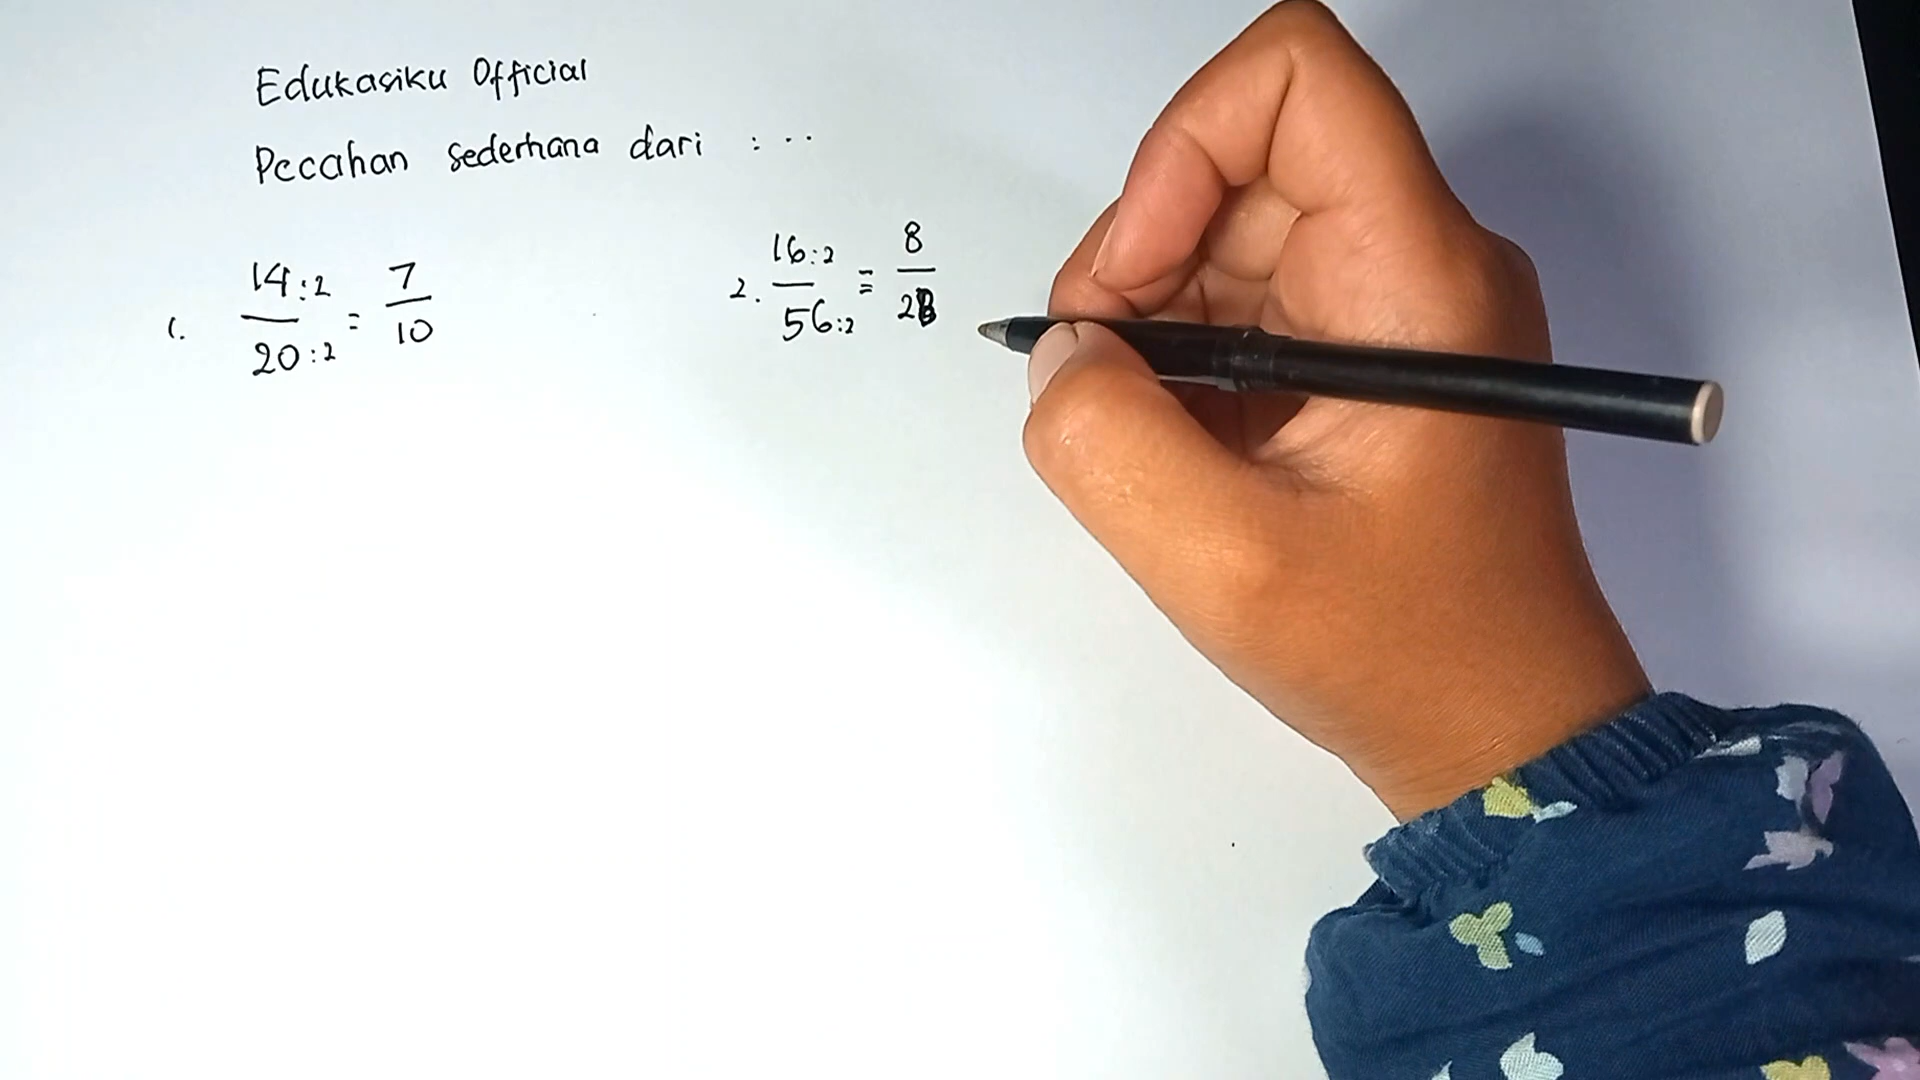 Edukasiku Official
Pecahan sederhana dari : ..
1. 14:2 / 20:2 = 7 / 10
2. 16:2 / 56:2 = 8 / 28